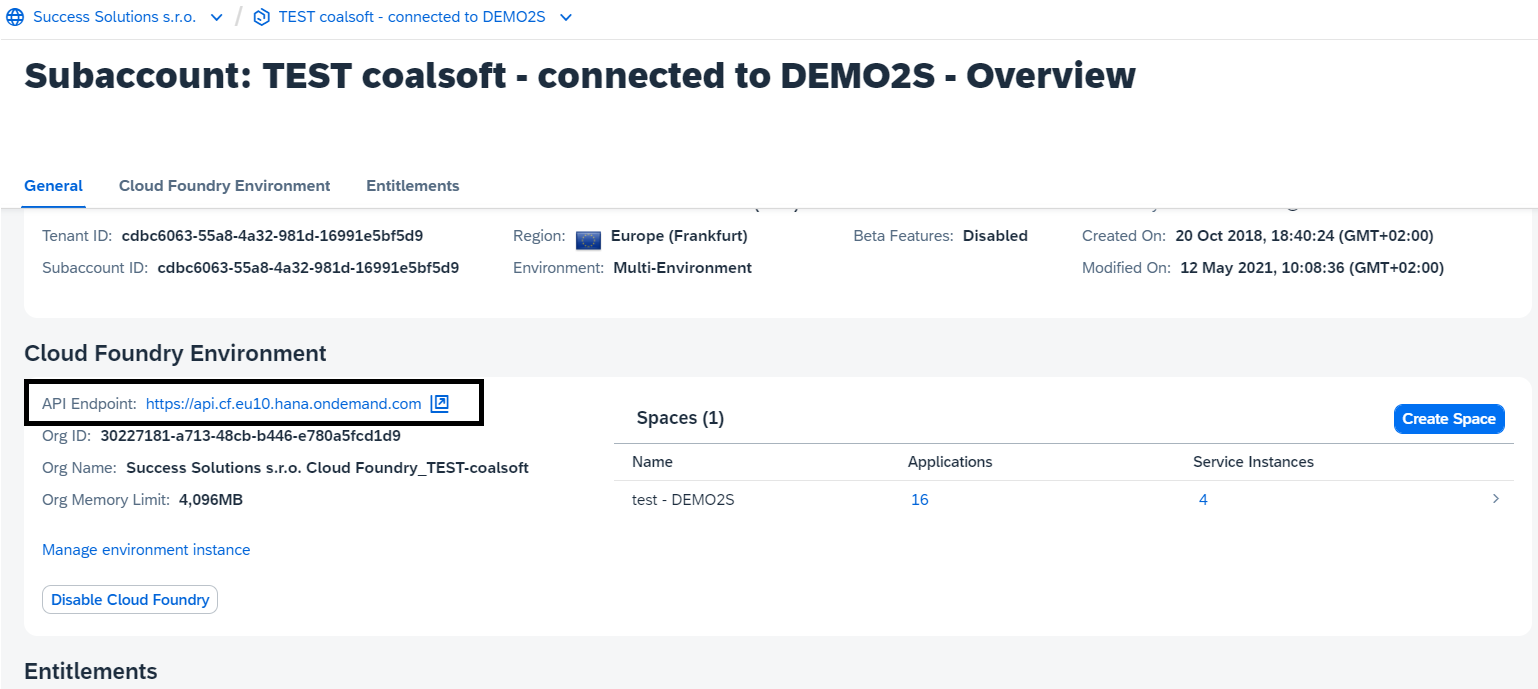 Success Solutions s.r.o. / TEST coalsoft - connected to DEMO2S
Subaccount: TEST coalsoft - connected to DEMO2S - Overview
General Cloud Foundry Environment Entitlements
Tenant ID: cdbc6063-55a8-4a32-981d-16991e5bf5d9 Region: Europe (Frankfurt) Beta Features: Disabled Created On: 20 Oct 2018, 18:40:24 (GMT+02:00)
Subaccount ID: cdbc6063-55a8-4a32-981d-16991e5bf5d9 Environment: Multi-Environment Modified On: 12 May 2021, 10:08:36 (GMT+02:00)
Cloud Foundry Environment
API Endpoint: https://api.cf.eu10.hana.ondemand.com
Org ID: 30227181-a713-48cb-b446-e780a5fcd1d9
Org Name: Success Solutions s.r.o. Cloud Foundry_TEST-coalsoft
Org Memory Limit: 4,096MB
Manage environment instance
Disable Cloud Foundry
Spaces (1) Create Space
Name Applications Service Instances
test - DEMO2S 16 4
Entitlements